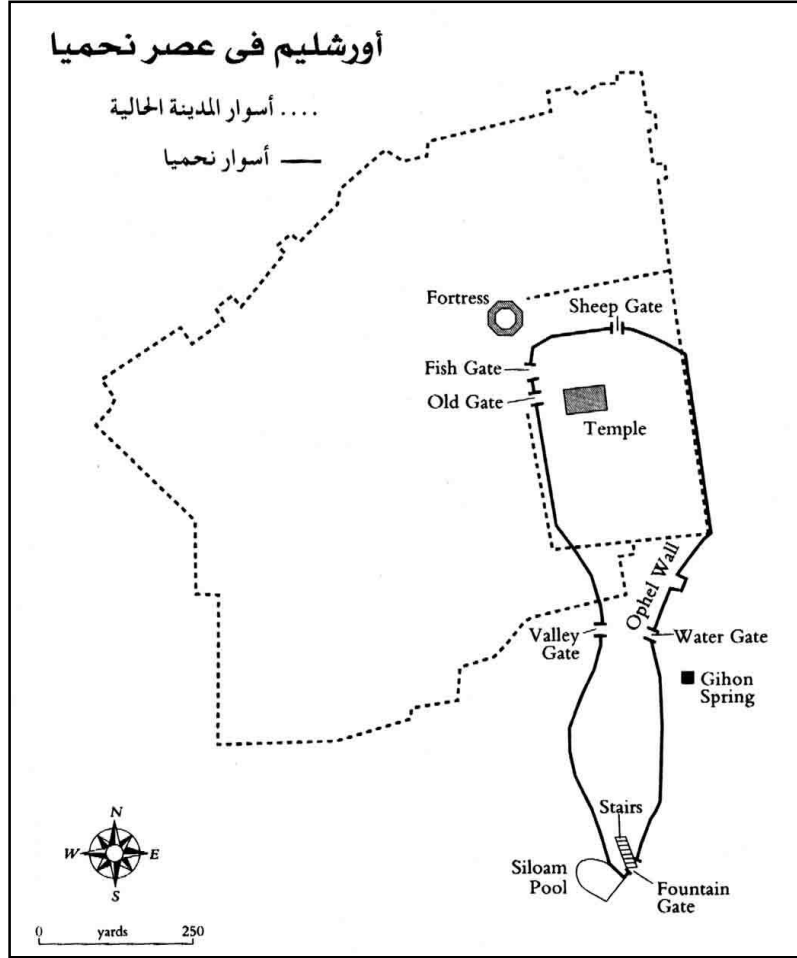 أورشليم فى عصر نحميا
.... أسوار المدينة الحالية
— أسوار نحميا
Fortress
Sheep Gate
Fish Gate
Old Gate
Temple
Ophel Wall
Valley
Gate
Water Gate
Gihon
Spring
Stairs
Siloam
Pool
Fountain
Gate
N
W E
S
0 yards 250